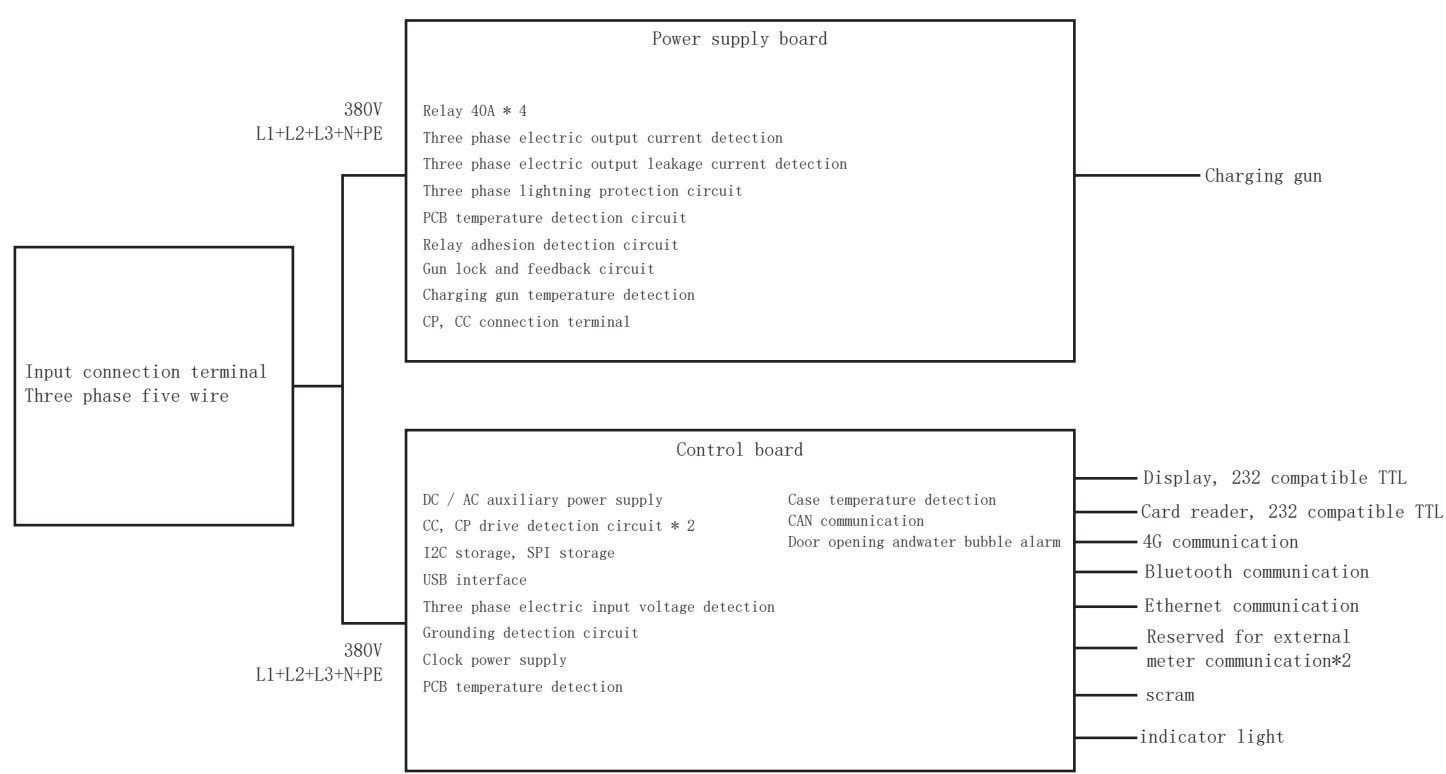 Power supply board
380V
L1+L2+L3+N+PE
Relay 40A * 4
Three phase electric output current detection
Three phase electric output leakage current detection
Three phase lightning protection circuit
PCB temperature detection circuit
Relay adhesion detection circuit
Gun lock and feedback circuit
Charging gun temperature detection
CP, CC connection terminal
Charging gun
Input connection terminal
Three phase five wire
Control board
380V
L1+L2+L3+N+PE
DC / AC auxiliary power supply
CC, CP drive detection circuit * 2
I2C storage, SPI storage
USB interface
Three phase electric input voltage detection
Grounding detection circuit
Clock power supply
PCB temperature detection
Case temperature detection
CAN communication
Door opening andwater bubble alarm
Display, 232 compatible TTL
Card reader, 232 compatible TTL
4G communication
Bluetooth communication
Ethernet communication
Reserved for external
meter communication*2
scram
indicator light